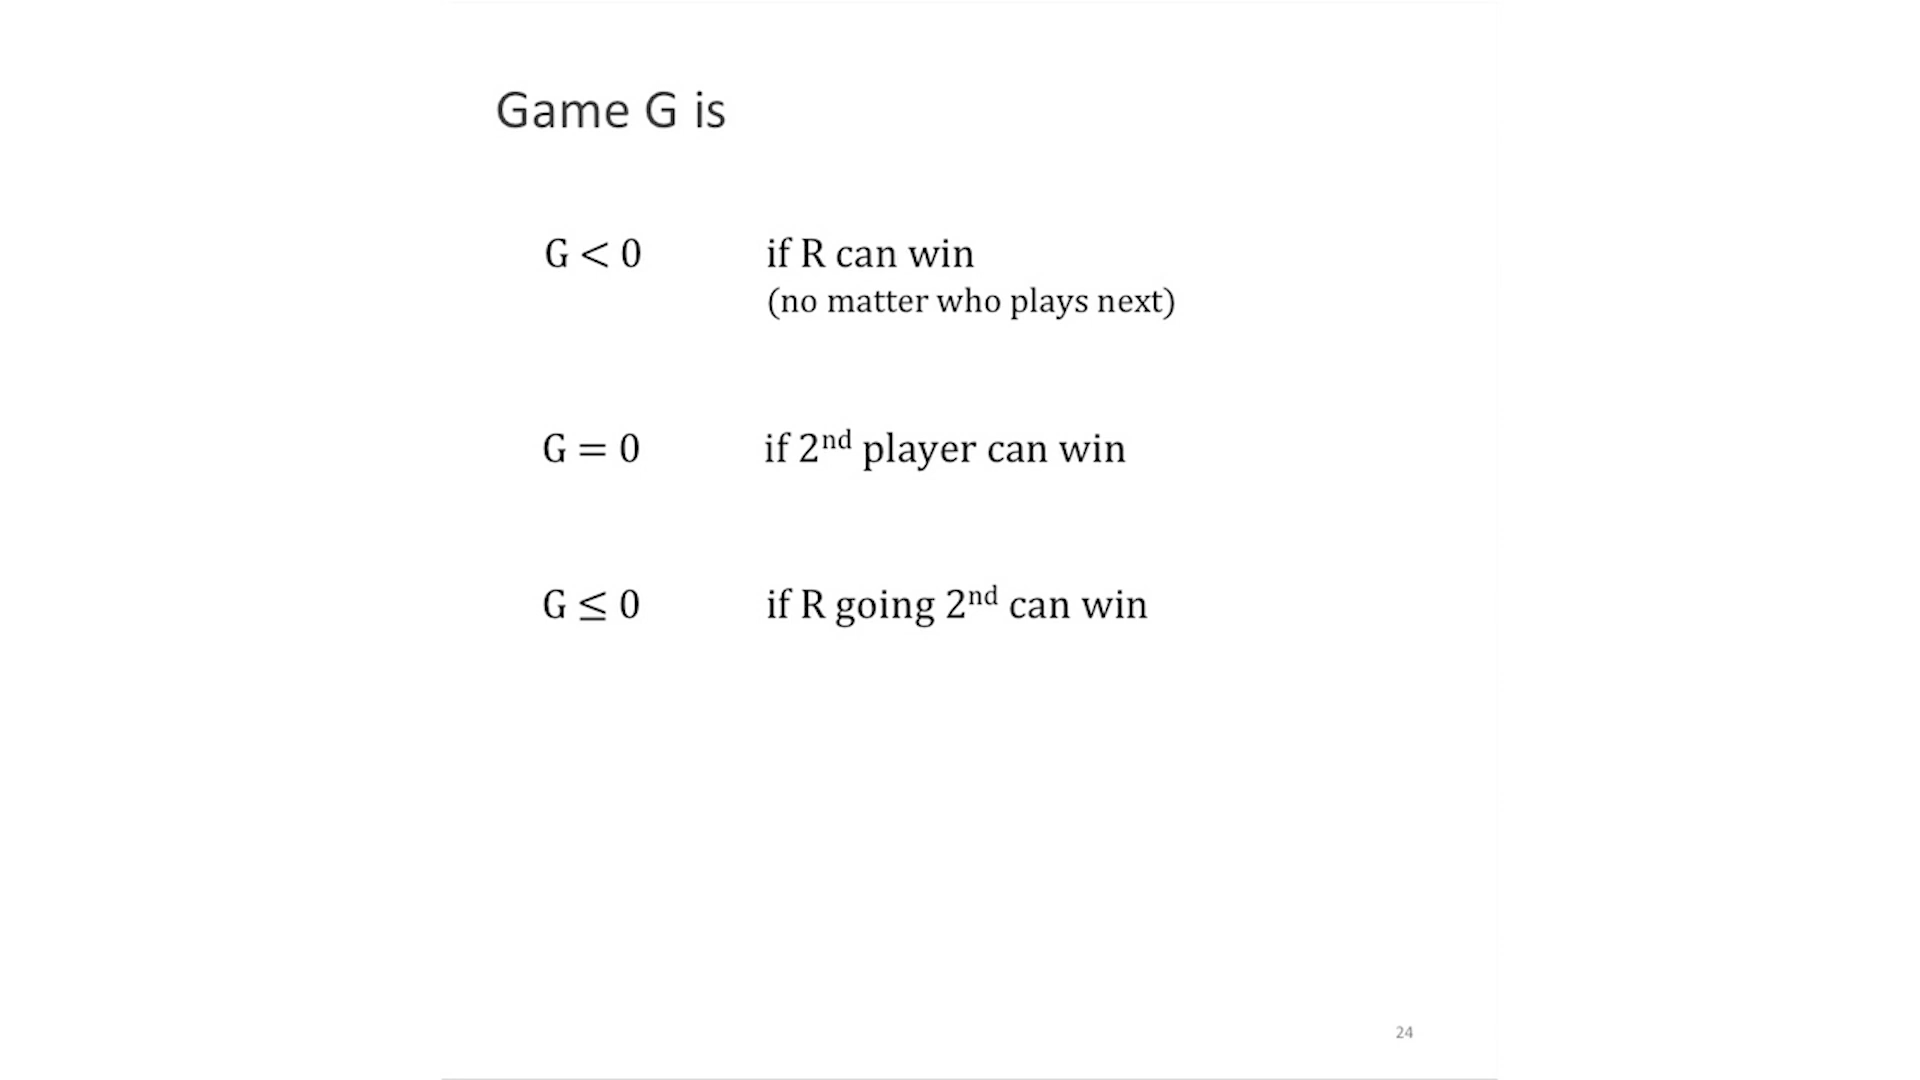 Game G is
G < 0 if R can win
(no matter who plays next)
G = 0 if 2nd player can win
G ≤ 0 if R going 2nd can win
24